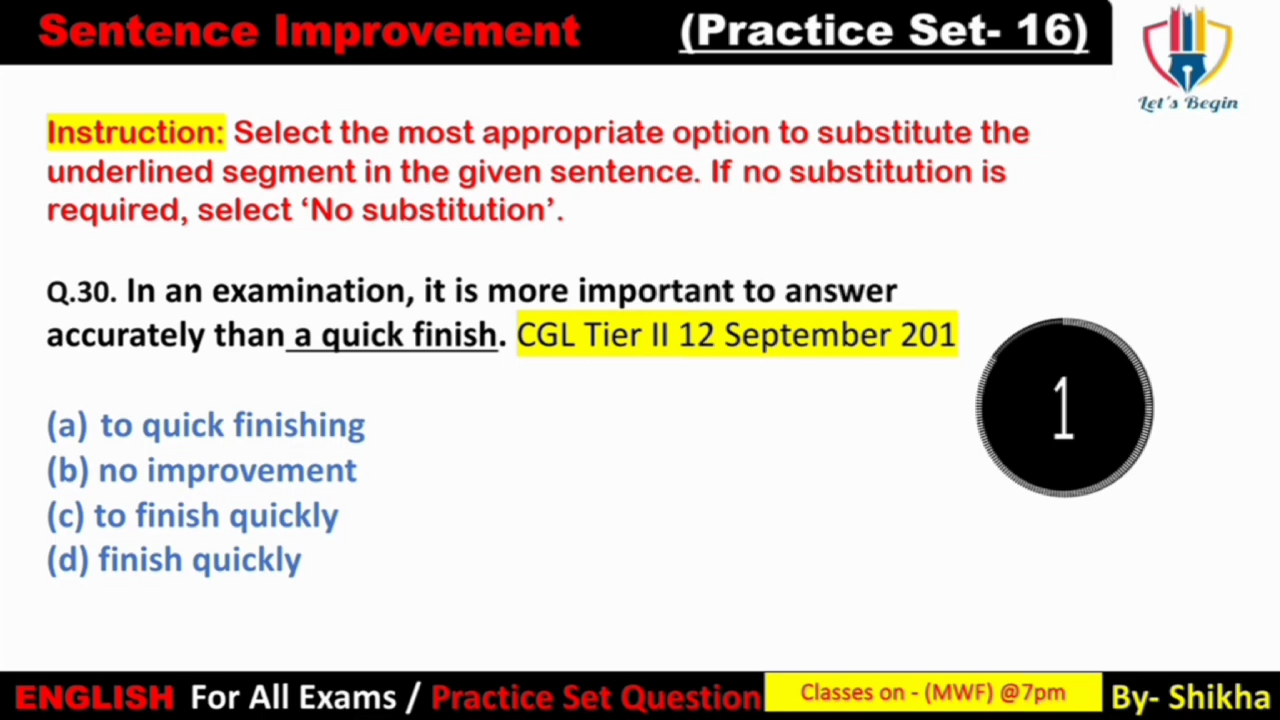 Sentence Improvement (Practice Set- 16)
Let's Begin
Instruction: Select the most appropriate option to substitute the
underlined segment in the given sentence. If no substitution is
required, select ‘No substitution’.
Q.30. In an examination, it is more important to answer
accurately than a quick finish. CGL Tier II 12 September 201
1
(a) to quick finishing
(b) no improvement
(c) to finish quickly
(d) finish quickly
ENGLISH For All Exams / Practice Set Question Classes on - (MWF) @7pm By- Shikha